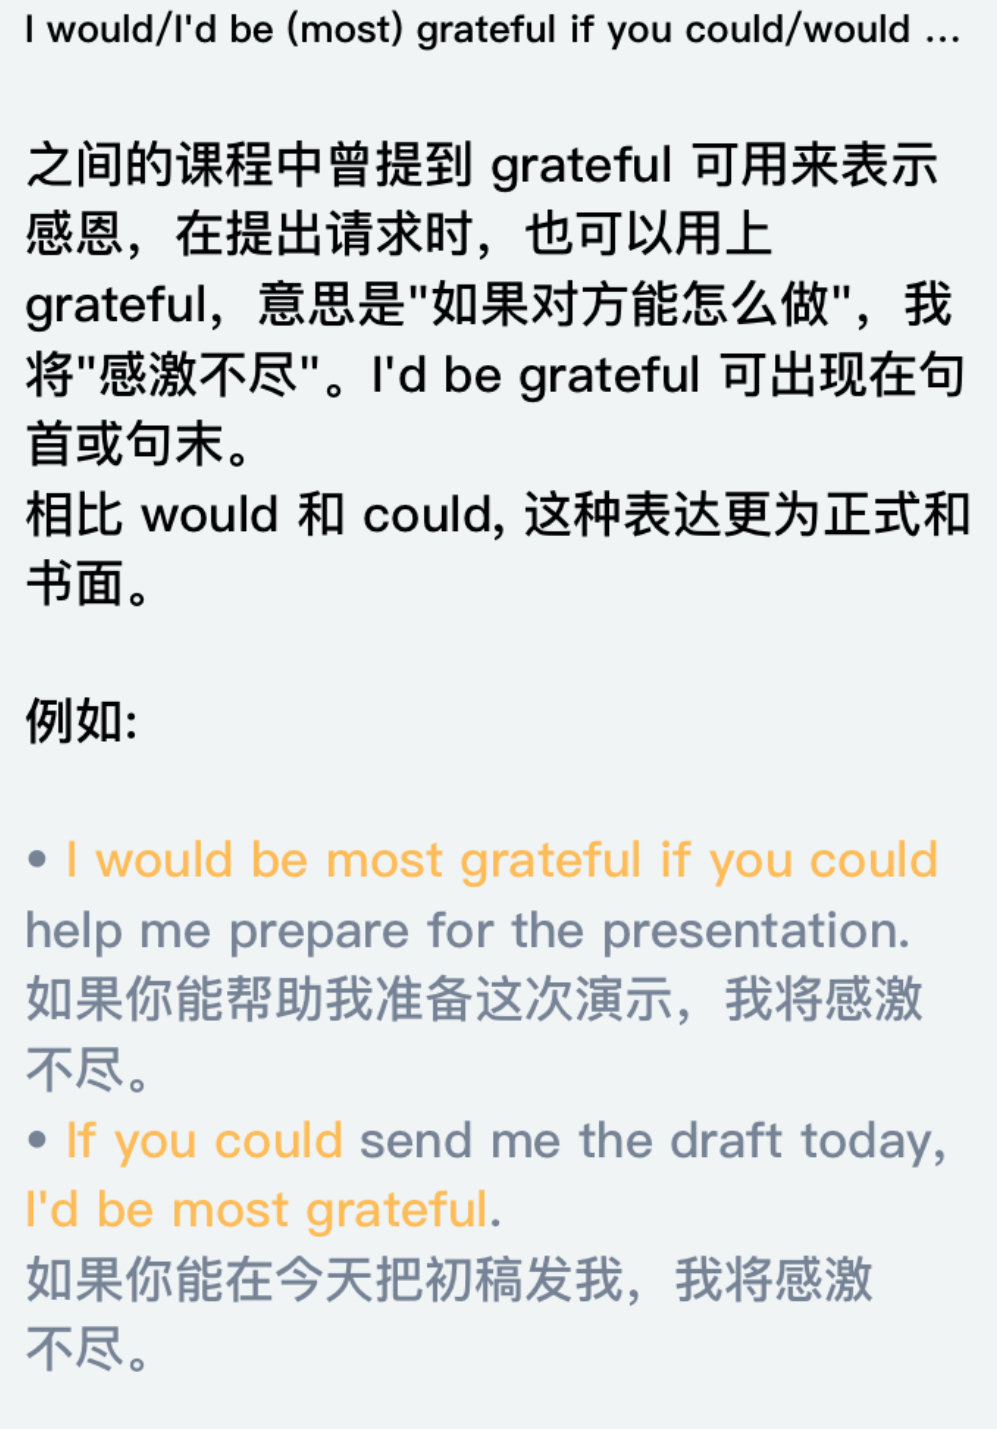 I would/I'd be (most) grateful if you could/would ...
之间的课程中曾提到 grateful 可用来表示
感恩，在提出请求时，也可以用上
grateful，意思是"如果对方能怎么做"，我
将"感激不尽"。I'd be grateful 可出现在句
首或句末。
相比 would 和 could, 这种表达更为正式和
书面。
例如:
• I would be most grateful if you could
help me prepare for the presentation.
如果你能帮助我准备这次演示，我将感激
不尽。
• If you could send me the draft today,
I'd be most grateful.
如果你能在今天把初稿发我，我将感激
不尽。